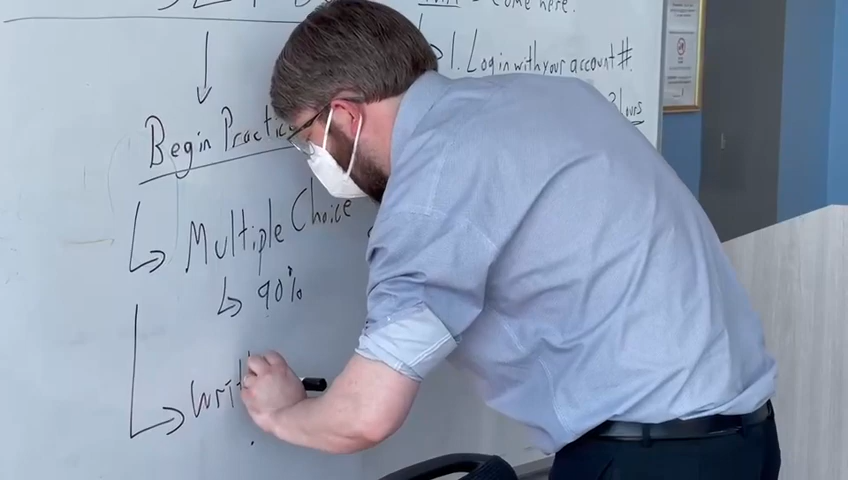 come here.
1. Login with your account #.
Begin Practice
↳ Multiple Choice
↳ 90%
↳ Writ